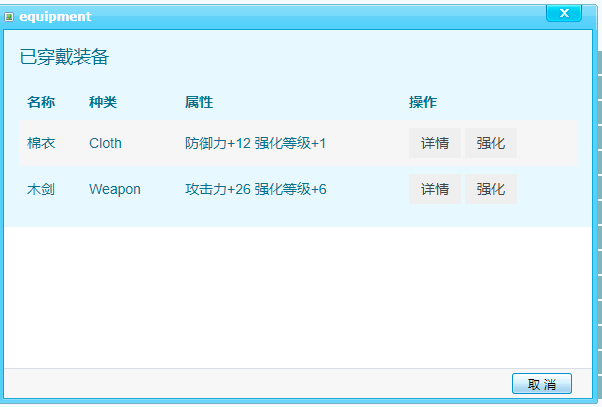 equipment
已穿戴装备
名称 种类 属性 操作
棉衣 Cloth 防御力+12 强化等级+1 详情 强化
木剑 Weapon 攻击力+26 强化等级+6 详情 强化
取 消